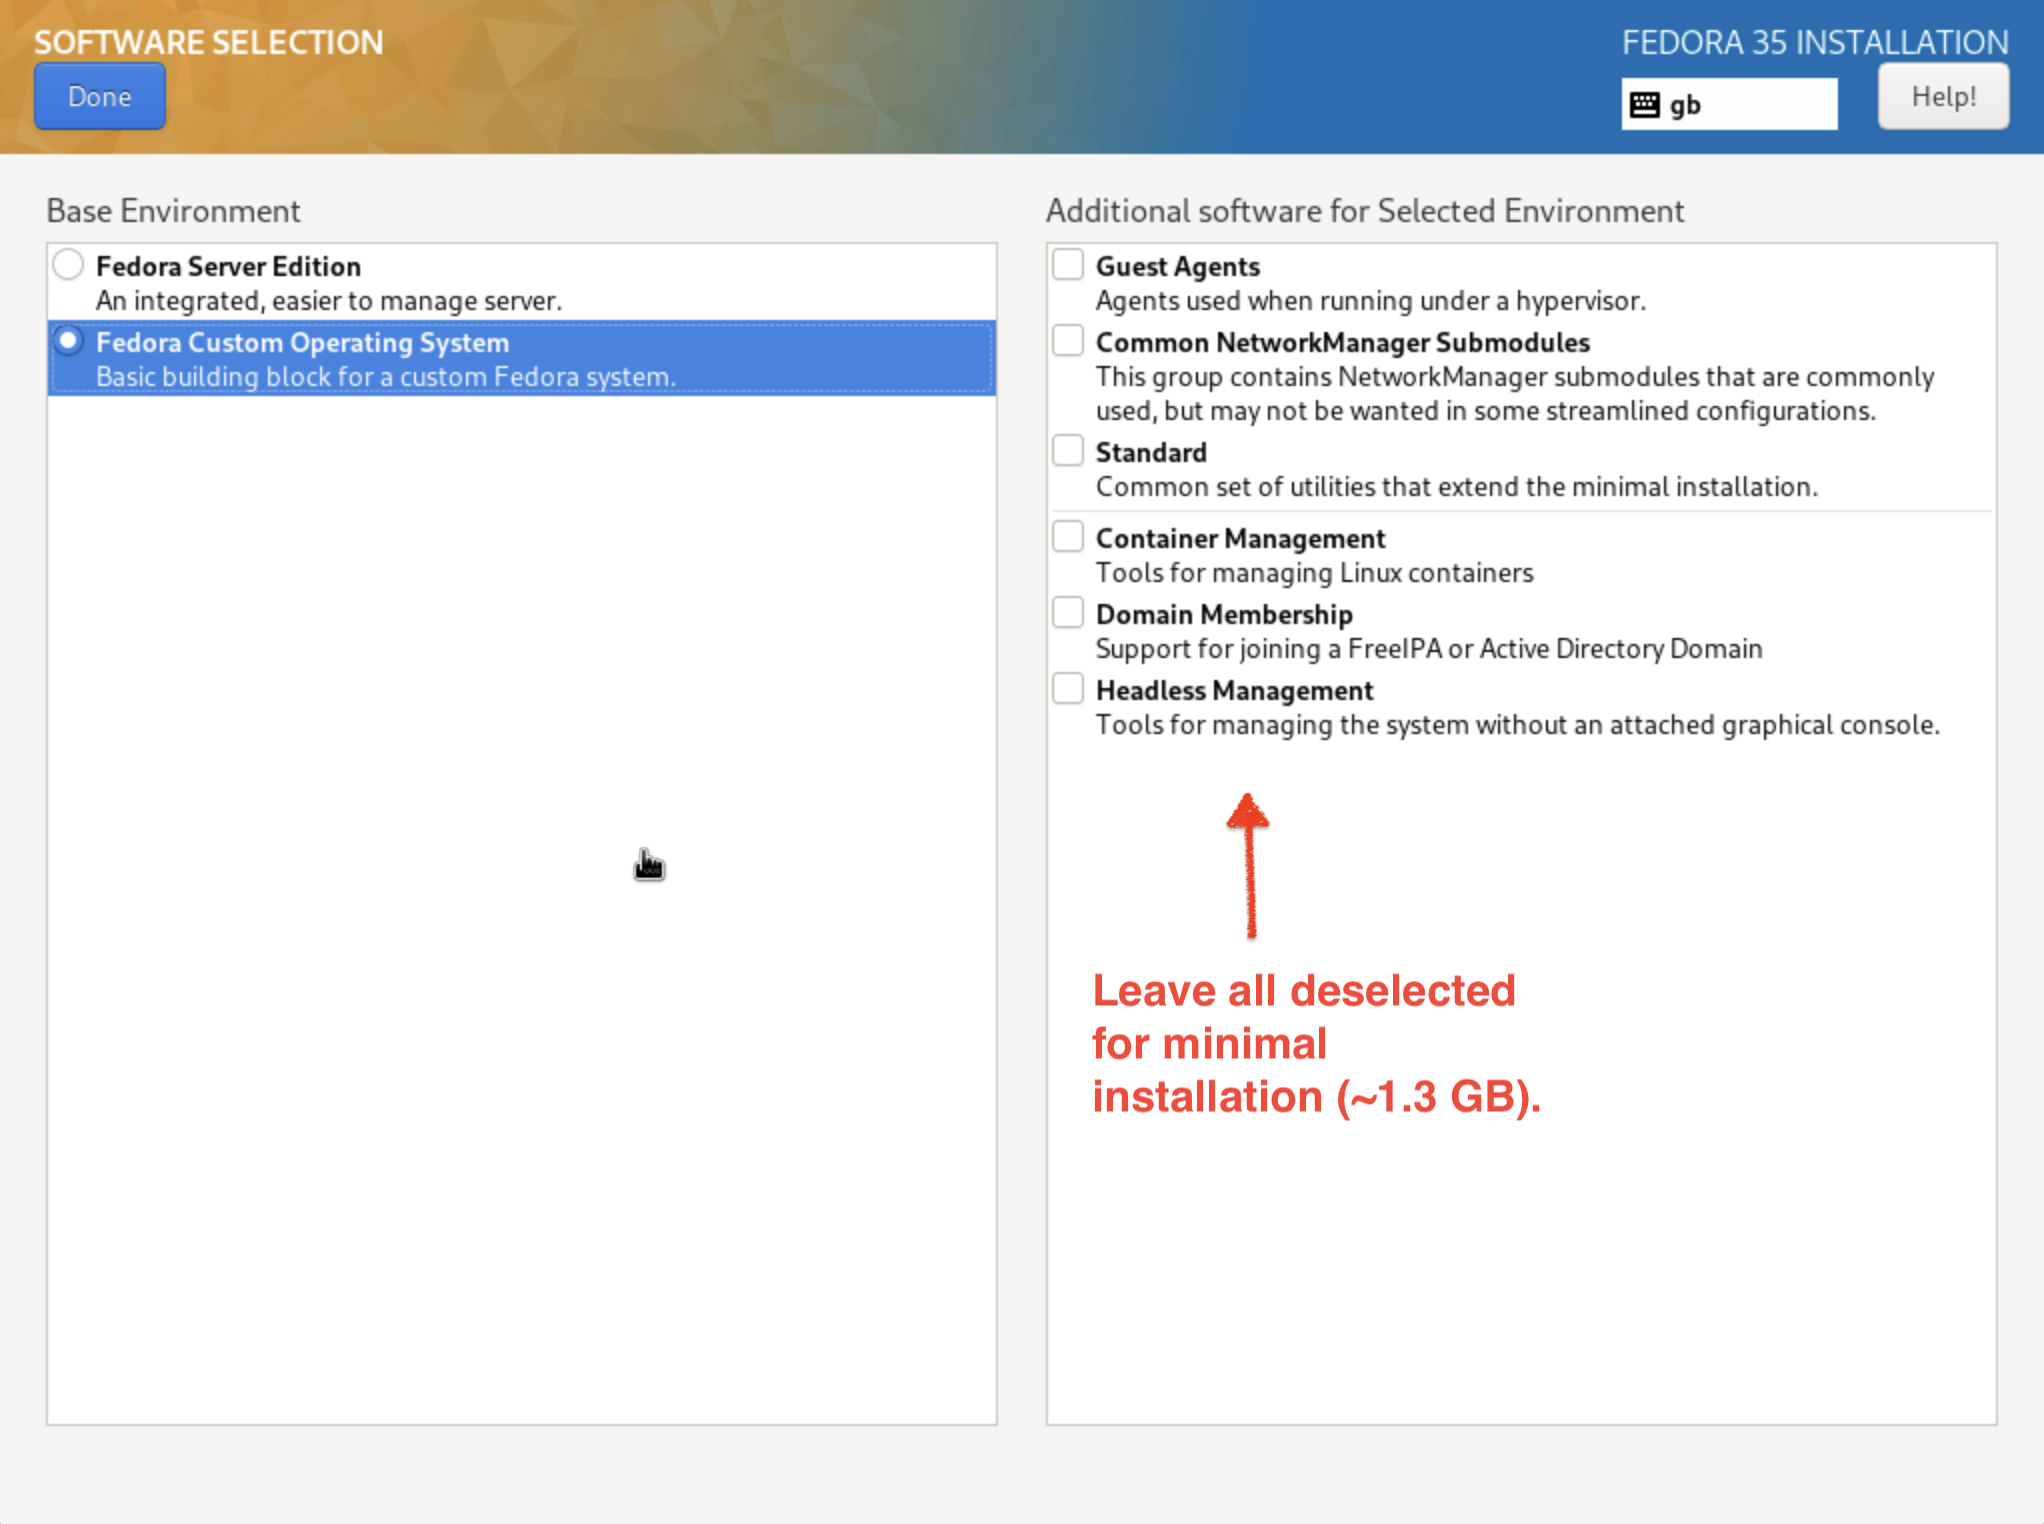 SOFTWARE SELECTION
FEDORA 35 INSTALLATION
Done
gb
Help!
Base Environment
Fedora Server Edition
An integrated, easier to manage server.
Fedora Custom Operating System
Basic building block for a custom Fedora system.
Additional software for Selected Environment
Guest Agents
Agents used when running under a hypervisor.
Common NetworkManager Submodules
This group contains NetworkManager submodules that are commonly
used, but may not be wanted in some streamlined configurations.
Standard
Common set of utilities that extend the minimal installation.
Container Management
Tools for managing Linux containers
Domain Membership
Support for joining a FreeIPA or Active Directory Domain
Headless Management
Tools for managing the system without an attached graphical console.
Leave all deselected
for minimal
installation (~1.3 GB).